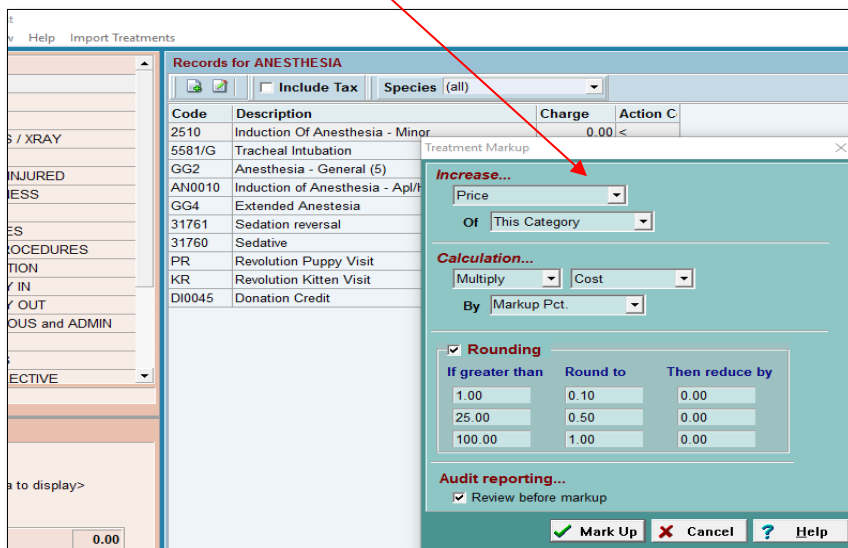 Help Import Treatments
S / XRAY
INJURED
NESS
ES
ROCEDURES
TION
Y IN
Y OUT
OUS and ADMIN
S
ECTIVE
a to display>
0.00
Records for ANESTHESIA
Include Tax Species (all)
Code Description Charge Action C
2510 Induction Of Anesthesia - Minor 0.00 <
5581/G Tracheal Intubation
GG2 Anesthesia - General (5)
AN0010 Induction of Anesthesia - Apl/H
GG4 Extended Anestesia
31761 Sedation reversal
31760 Sedative
PR Revolution Puppy Visit
KR Revolution Kitten Visit
DI0045 Donation Credit
Treatment Markup
Increase...
Price
Of This Category
Calculation...
Multiply Cost
By Markup Pct.
Rounding
If greater than Round to Then reduce by
1.00 0.10 0.00
25.00 0.50 0.00
100.00 1.00 0.00
Audit reporting...
Review before markup
Mark Up Cancel ? Help